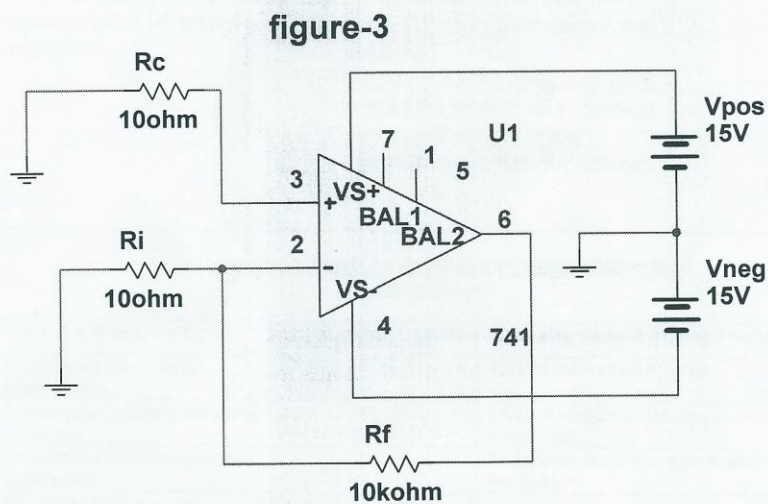 figure-3
Rc
10ohm
Vpos
15V
U1
7
1
5
3
VS+
+
BAL1
BAL2
6
2
-
VS-
4
Ri
10ohm
Vneg
15V
741
Rf
10kohm